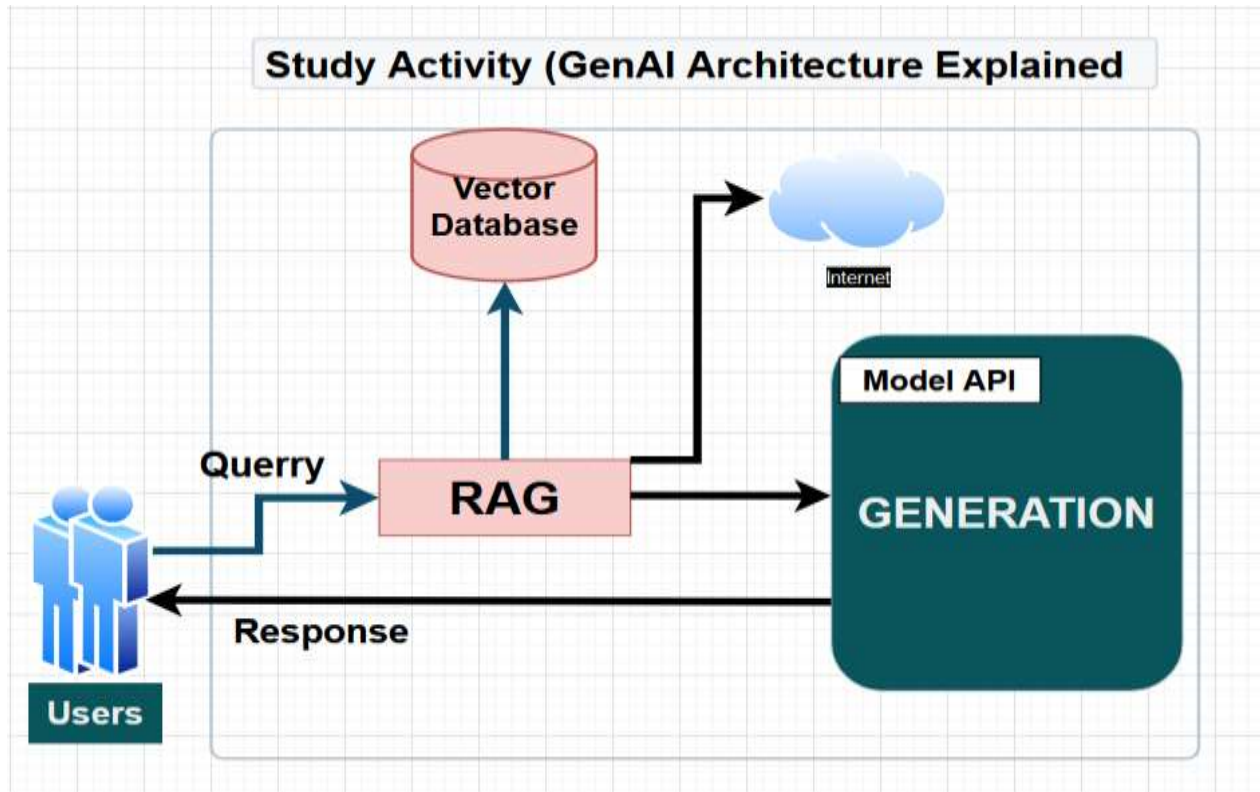 Study Activity (GenAI Architecture Explained
Vector
Database
Internet
Model API
Querry
RAG
GENERATION
Response
Users